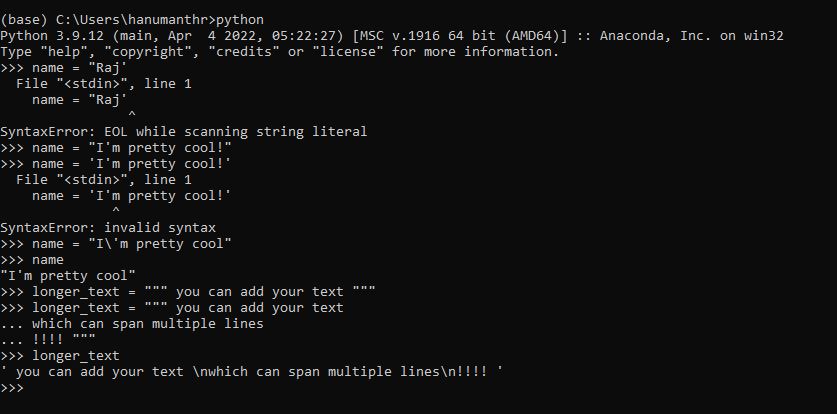 (base) C:\Users\hanumanthr>python
Python 3.9.12 (main, Apr  4 2022, 05:22:27) [MSC v.1916 64 bit (AMD64)] :: Anaconda, Inc. on win32
Type "help", "copyright", "credits" or "license" for more information.
>>> name = "Raj'
  File "<stdin>", line 1
    name = "Raj'
                ^
SyntaxError: EOL while scanning string literal
>>> name = "I'm pretty cool!"
>>> name = 'I'm pretty cool!'
  File "<stdin>", line 1
    name = 'I'm pretty cool!'
              ^
SyntaxError: invalid syntax
>>> name = "I\'m pretty cool"
>>> name
"I'm pretty cool"
>>> longer_text = """ you can add your text """
>>> longer_text = """ you can add your text
... which can span multiple lines
... !!!! """
>>> longer_text
' you can add your text \nwhich can span multiple lines\n!!!! '
>>>